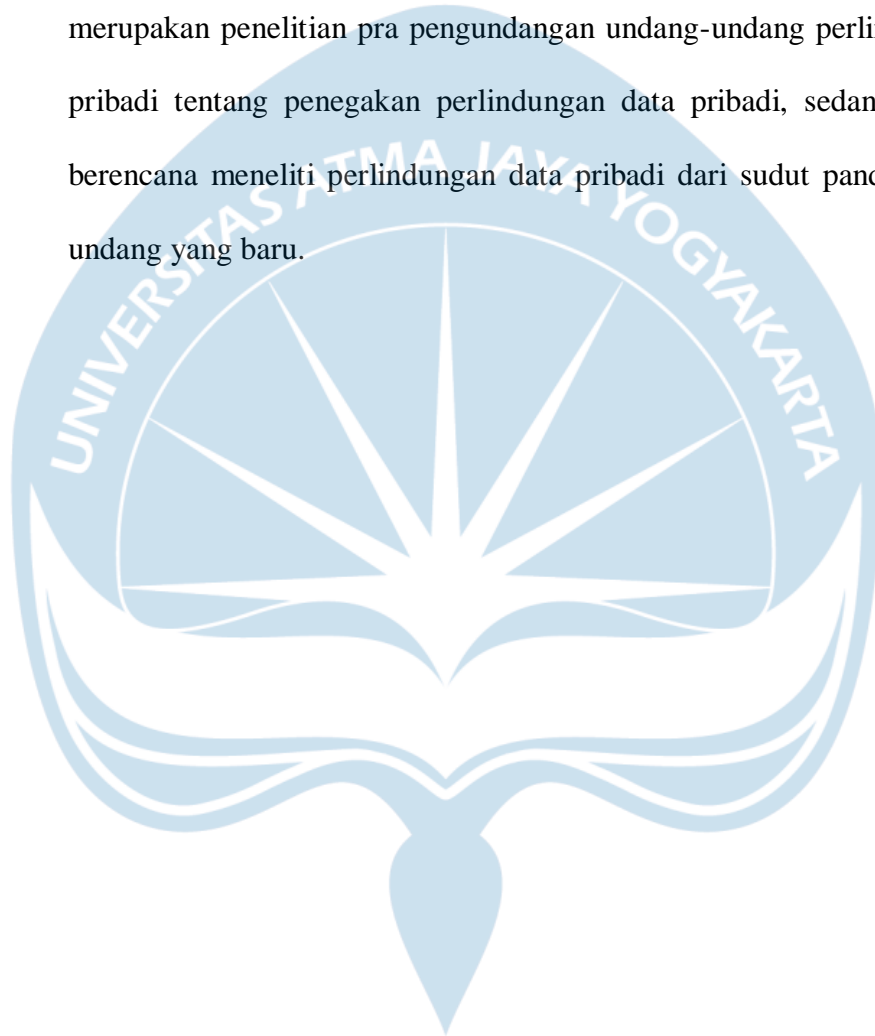 merupakan penelitian pra pengundangan undang-undang perli
pribadi tentang penegakan perlindungan data pribadi, sedan
berencana meneliti perlindungan data pribadi dari sudut pand
undang yang baru.
UNIVERSITAS ATMA JAYA YOGYAKARTA